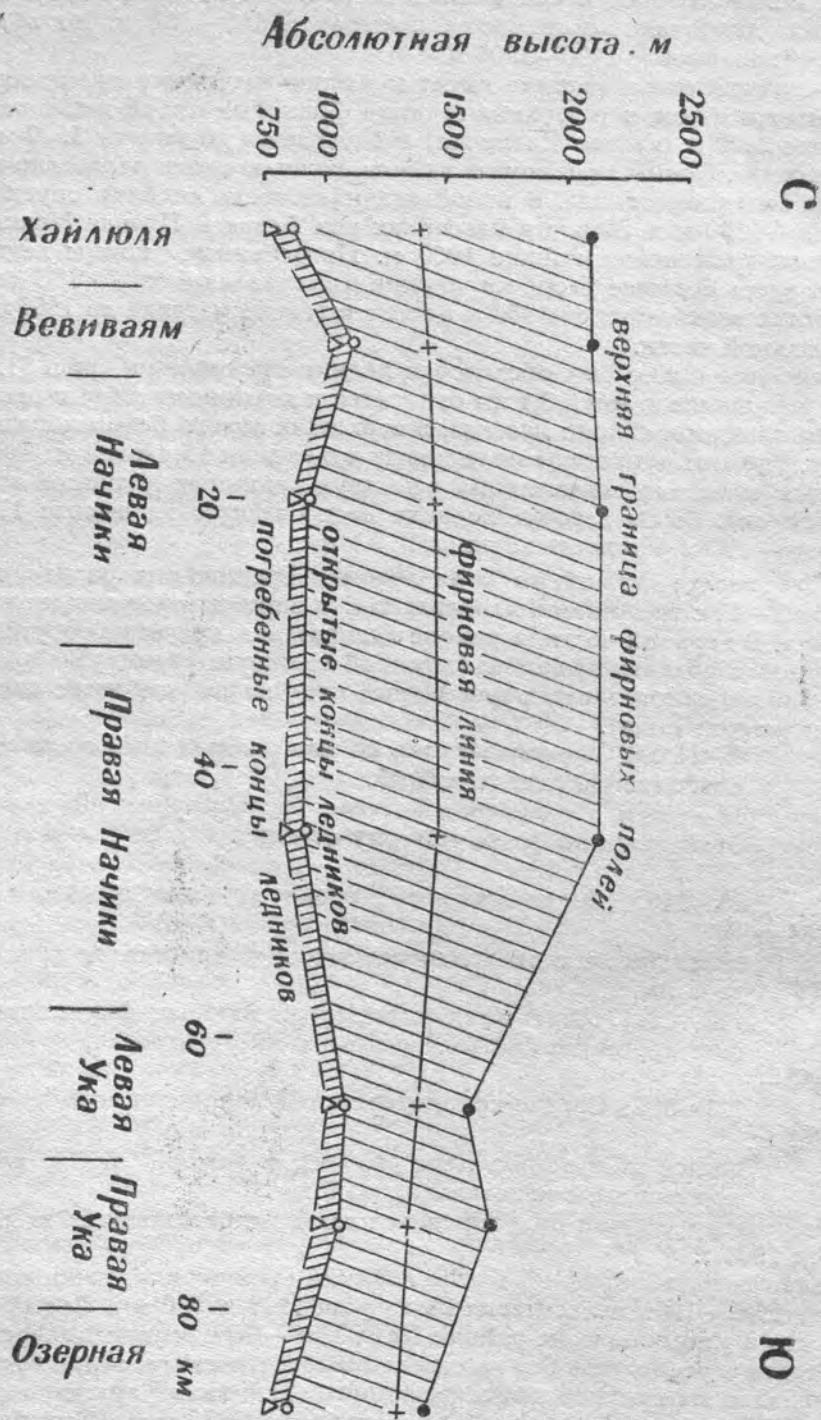 С
Ю
Абсолютная высота . м
2500
2000
1500
1000
750
верхняя граница фирновых полей
фирновая линия
открытые концы ледников
погребенные концы ледников
20
40
60
80 км
Хайлюля
Вевиваям
Левая
Начики
Правая Начики
Левая
Ука
Правая
Ука
Озерная